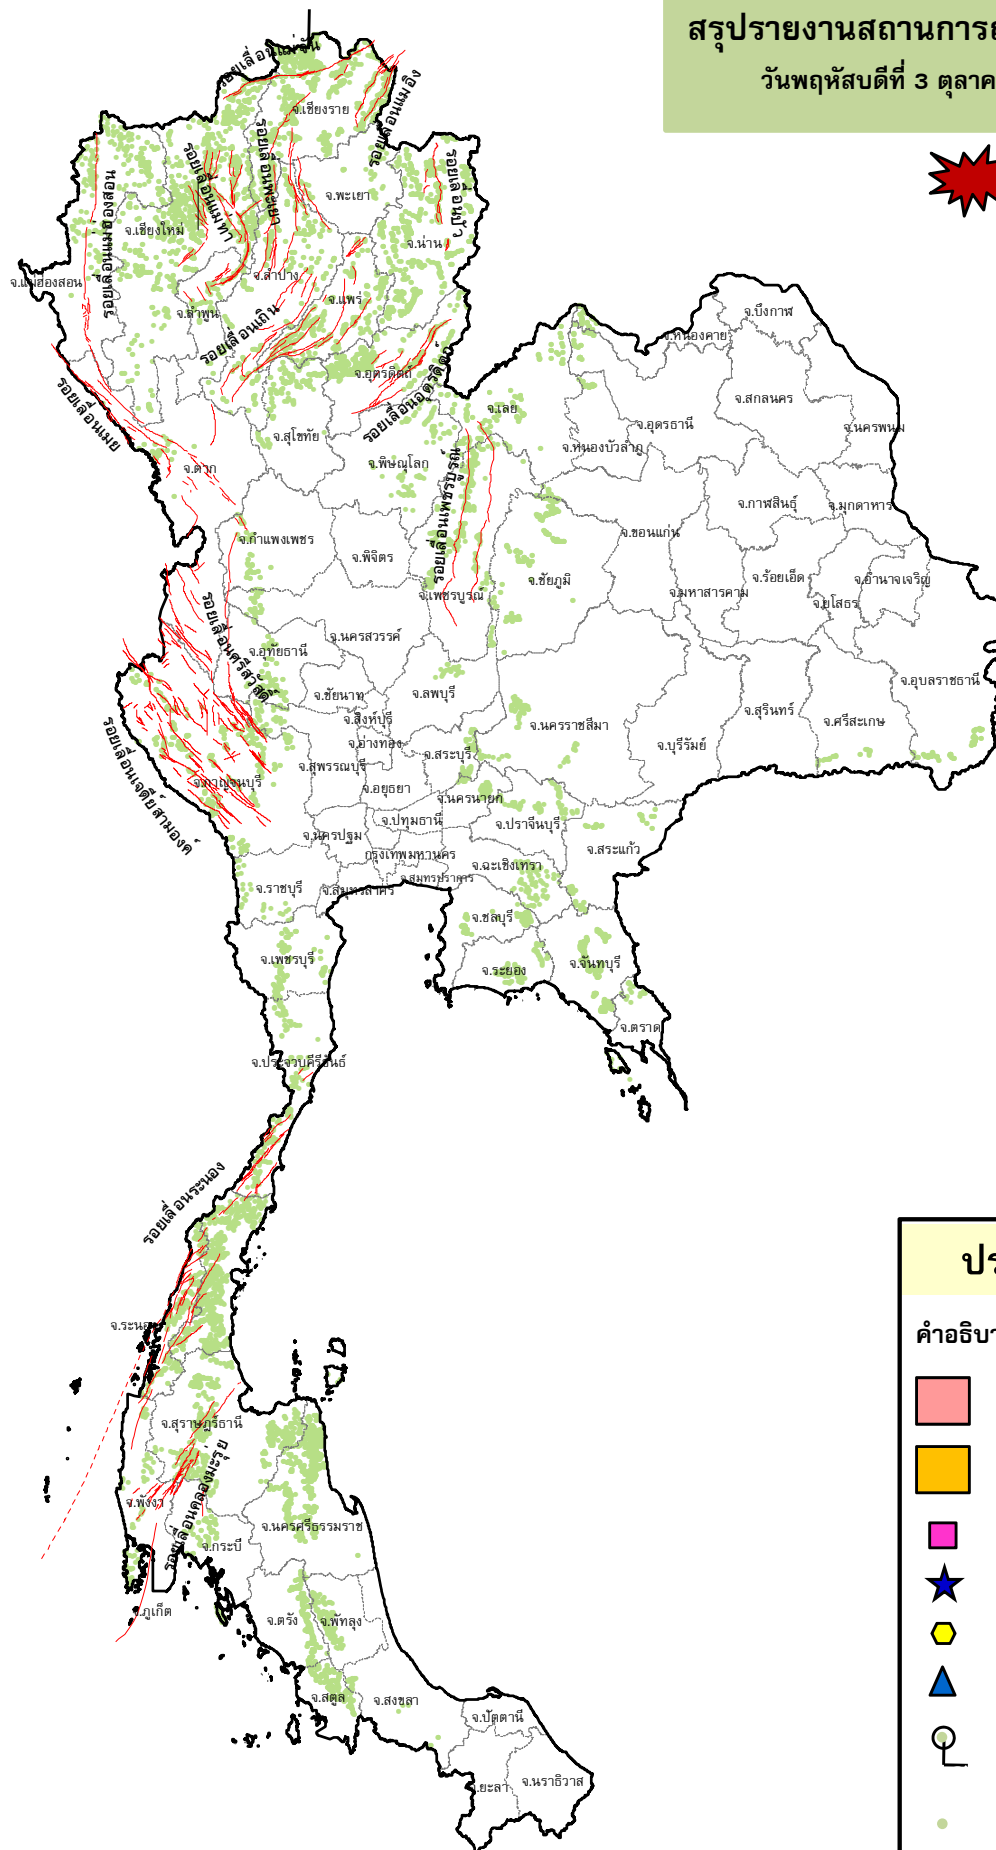 สรุปรายงานสถานการ
วันพฤหัสบดีที่ 3 ตุลาค
รอยเลื่อนแม่จัน
รอยเลื่อนแม่อิง
จ.เชียงราย
รอยเลื่อนพะเยา
รอยเลื่อนแม่ทา
รอยเลื่อนปัว
รอยเลื่อนแม่ฮ่องสอน
จ.พะเยา
จ.เชียงใหม่
จ.น่าน
จ.แม่ฮ่องสอน
จ.ลำปาง
จ.แพร่
จ.ลำพูน
รอยเลื่อนเถิน
จ.บึงกาฬ
จ.หนองคาย
จ.อุตรดิตถ์
รอยเลื่อนอุตรดิตถ์
รอยเลื่อนเมย
จ.เลย
จ.สกลนคร
จ.อุดรธานี
จ.นครพนม
จ.สุโขทัย
จ.หนองบัวลำภู
จ.พิษณุโลก
จ.ตาก
รอยเลื่อนเพชรบูรณ์
จ.กาฬสินธุ์
จ.มุกดาหาร
จ.กำแพงเพชร
จ.ขอนแก่น
จ.พิจิตร
จ.ชัยภูมิ
จ.ร้อยเอ็ด
จ.อำนาจเจริญ
จ.เพชรบูรณ์
จ.มหาสารคาม
จ.ยโสธร
รอยเลื่อนศรีสวัสดิ์
จ.นครสวรรค์
จ.อุทัยธานี
จ.อุบลราชธานี
จ.ชัยนาท
จ.ลพบุรี
จ.สุรินทร์
จ.สิงห์บุรี
จ.นครราชสีมา
จ.ศรีสะเกษ
จ.อ่างทอง
จ.บุรีรัมย์
จ.สระบุรี
จ.สุพรรณบุรี
รอยเลื่อนเจดีย์สามองค์
จ.กาญจนบุรี
จ.อยุธยา
จ.นครนายก
จ.ปทุมธานี
จ.ปราจีนบุรี
จ.นครปฐม
จ.สระแก้ว
กรุงเทพมหานคร
จ.ฉะเชิงเทรา
จ.สมุทรปราการ
จ.ราชบุรี
จ.สมุทรสาคร
จ.ชลบุรี
จ.เพชรบุรี
จ.ระยอง
จ.จันทบุรี
จ.ตราด
จ.ประจวบคีรีขันธ์
รอยเลื่อนระนอง
จ.ระนอ
คำอธิบา
จ.สุราษฎร์ธานี
รอยเลื่อนคลองมะรุ่ย
จ.พังงา
จ.นครศรีธรรมราช
จ.กระบี่
จ.ภูเก็ต
จ.ตรัง
จ.พัทลุง
จ.สตูล
จ.สงขลา
จ.ปัตตานี
.ยะลา
จ.นราธิวาส